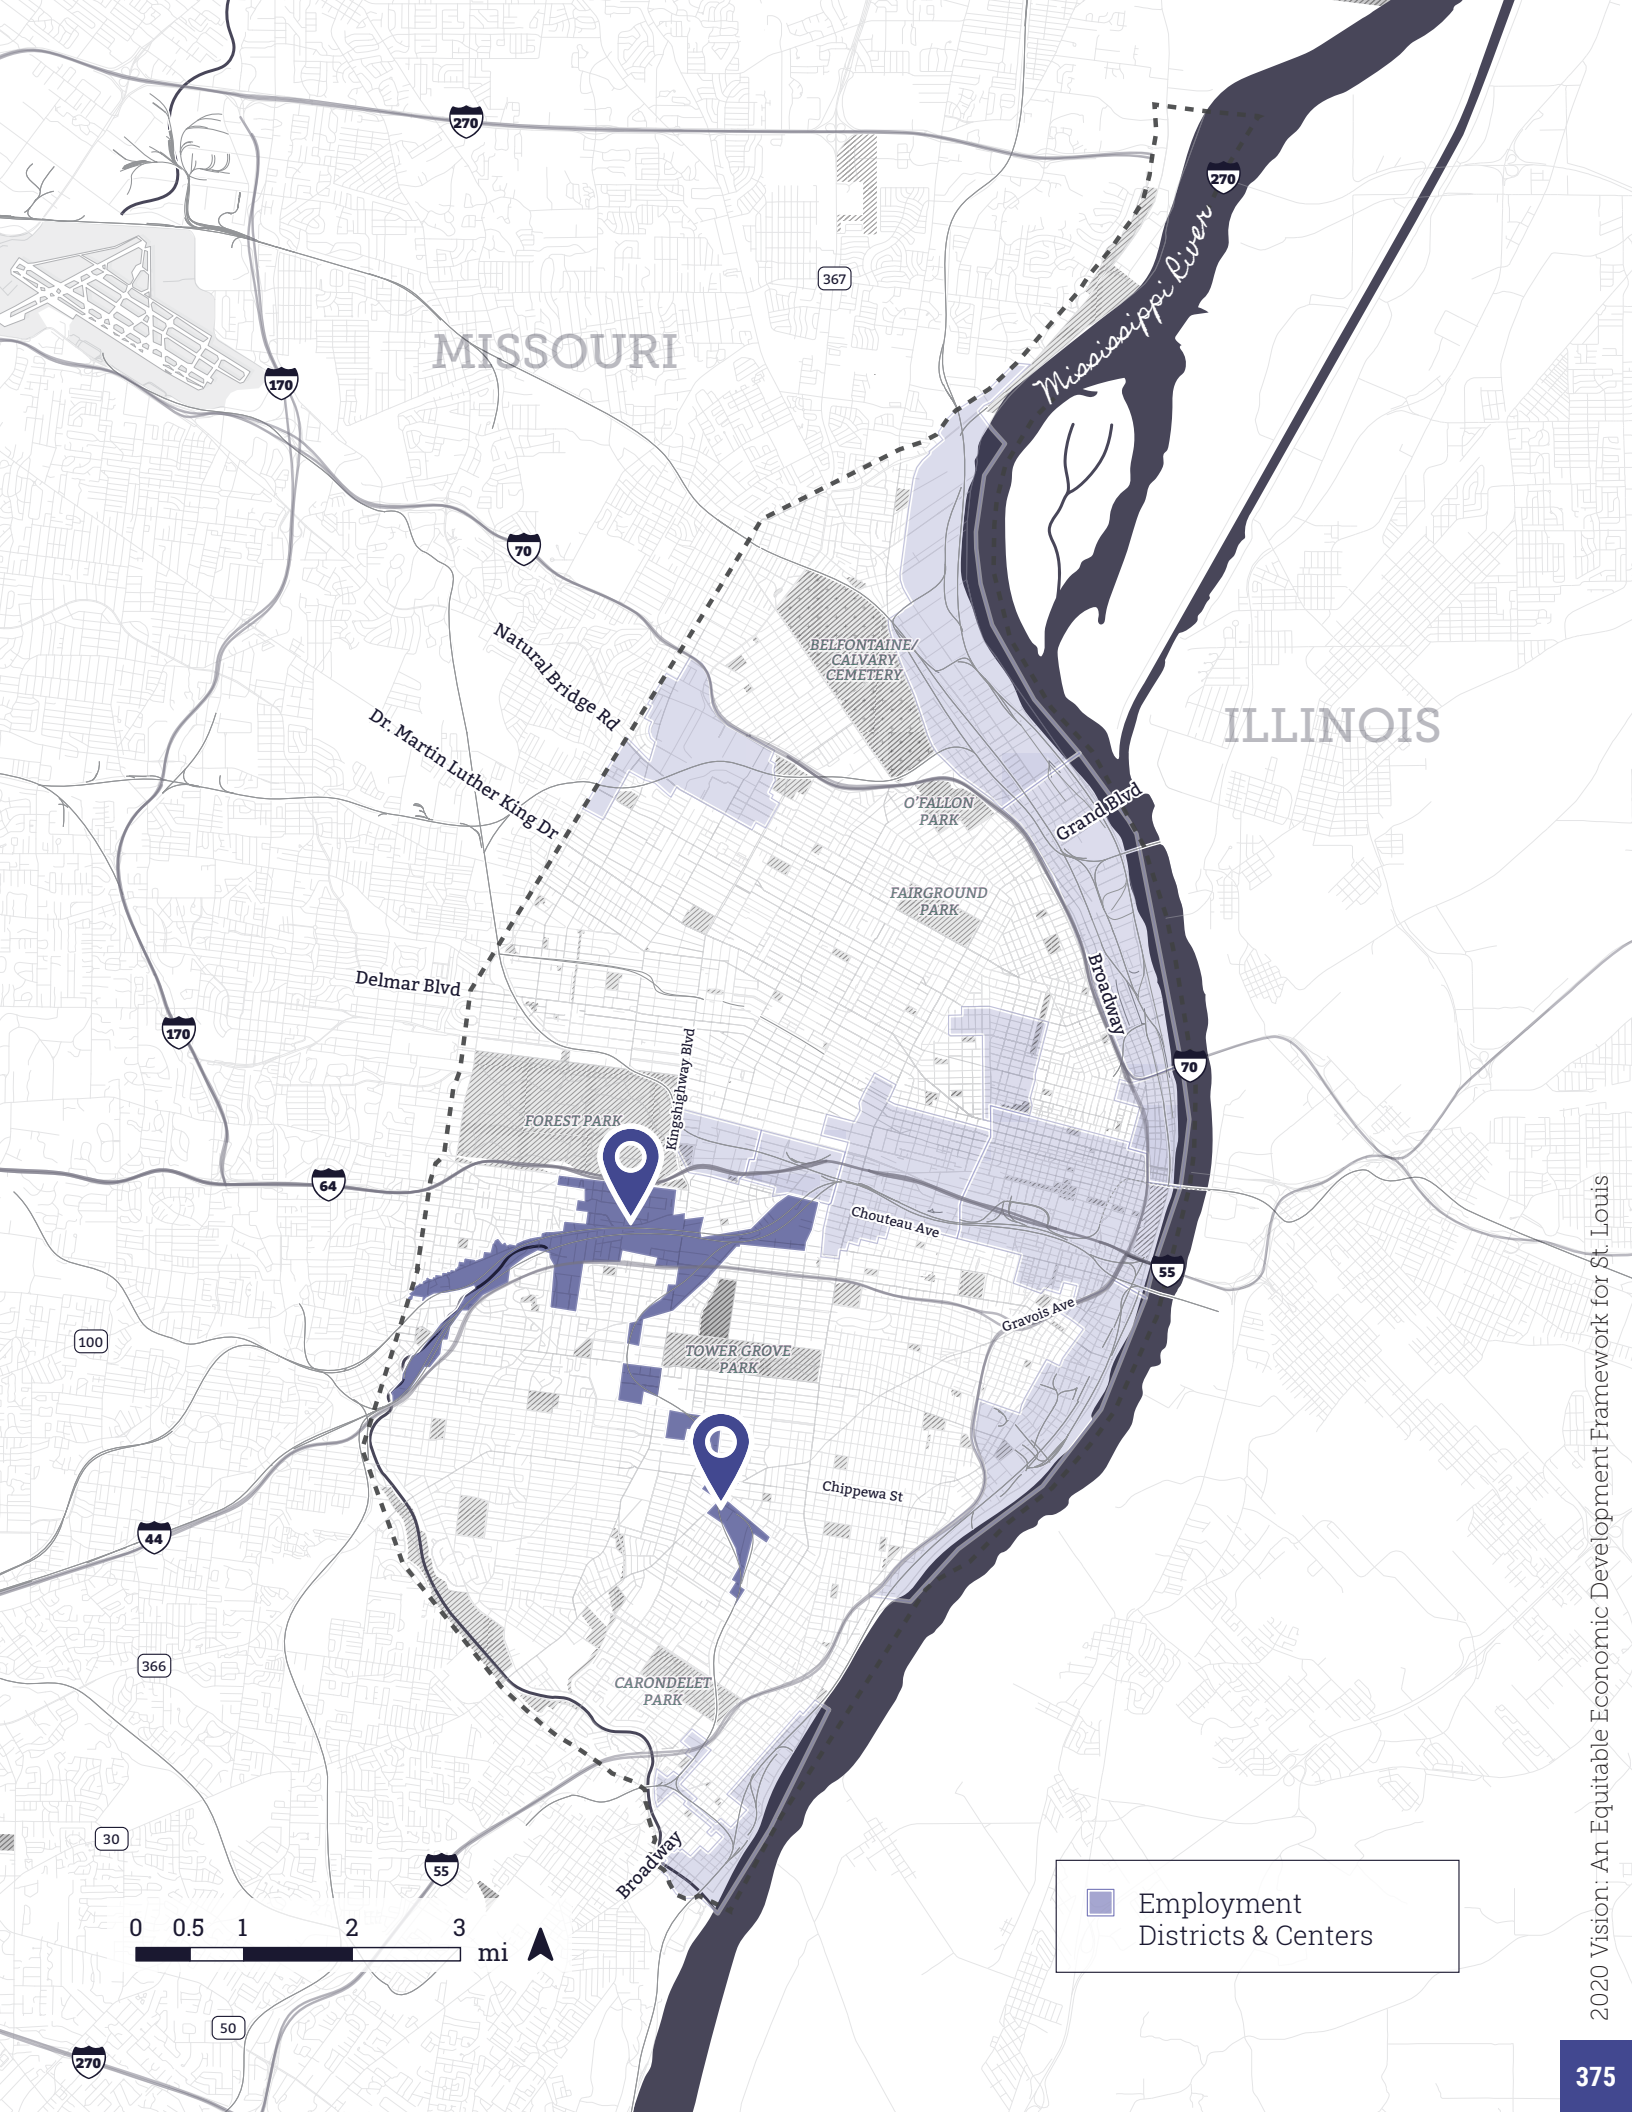 270
270
Mississippi River
367
MISSOURI
170
70
Natural Bridge Rd
BELFONTAINE/
CALVARY
CEMETERY
Dr. Martin Luther King Dr
ILLINOIS
O'FALLON
PARK
Grand Blvd
FAIRGROUND
PARK
Delmar Blvd
Broadway
170
Kingshighway Blvd
70
FOREST PARK
64
Chouteau Ave
55
Gravois Ave
100
TOWER GROVE
PARK
Chippewa St
44
366
CARONDELET
PARK
30
55
Broadway
Employment
Districts & Centers
0 0.5 1 2 3
mi
50
270
2020 Vision: An Equitable Economic Development Framework for St. Louis
375